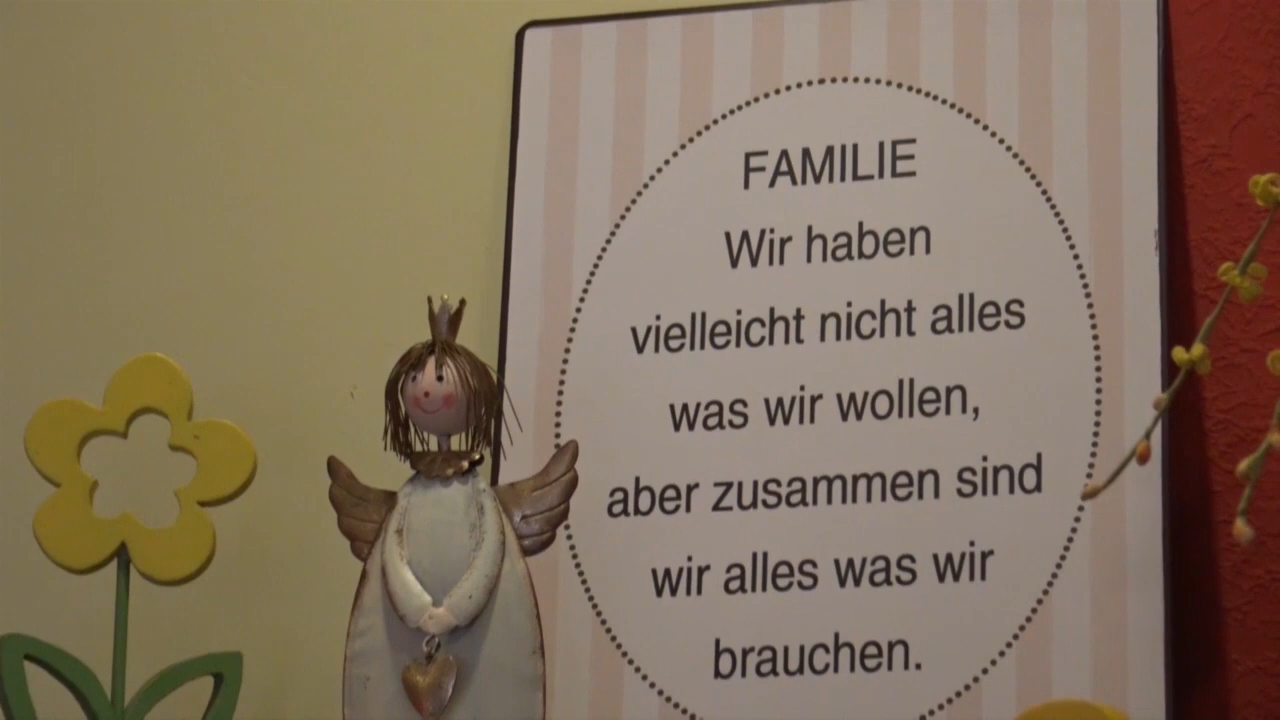 FAMILIE
Wir haben
vielleicht nicht alles
was wir wollen,
aber zusammen sind
wir alles was wir
brauchen.